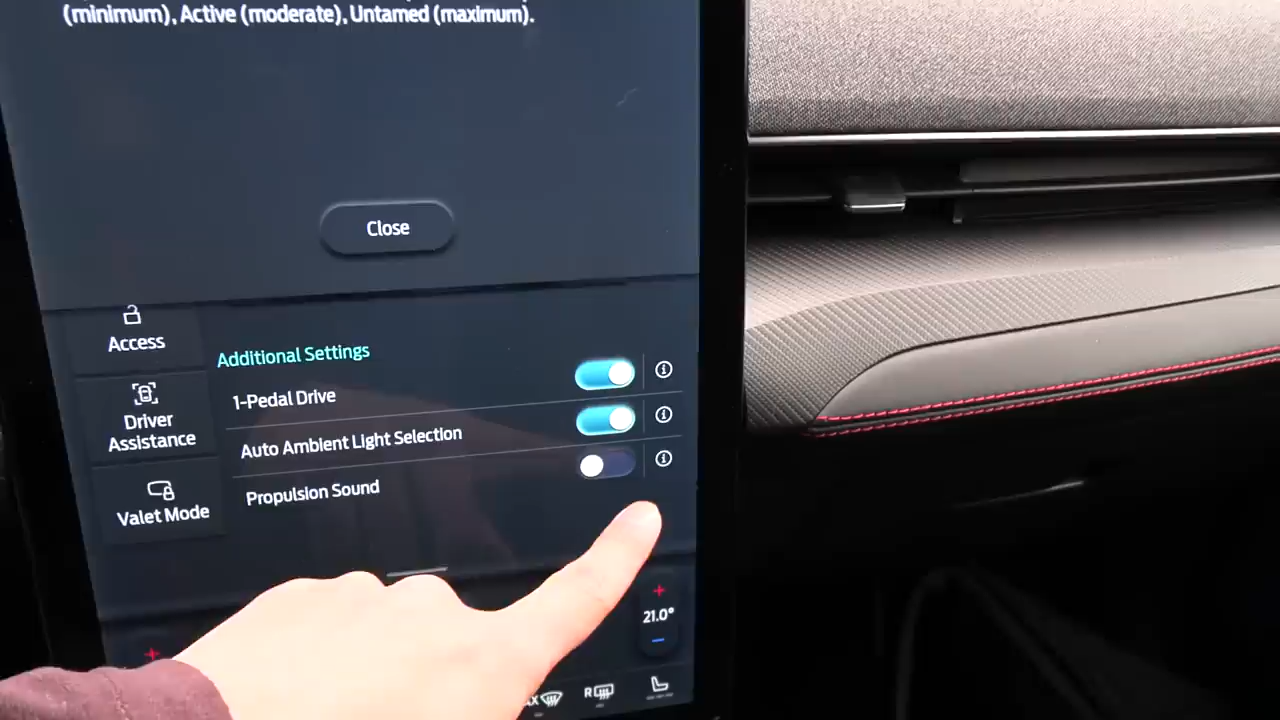 (minimum), Active (moderate), Untamed (maximum).
Close
Access
Additional Settings
1-Pedal Drive
Driver
Assistance
Auto Ambient Light Selection
Propulsion Sound
Valet Mode
+
21.0°
−
+
R